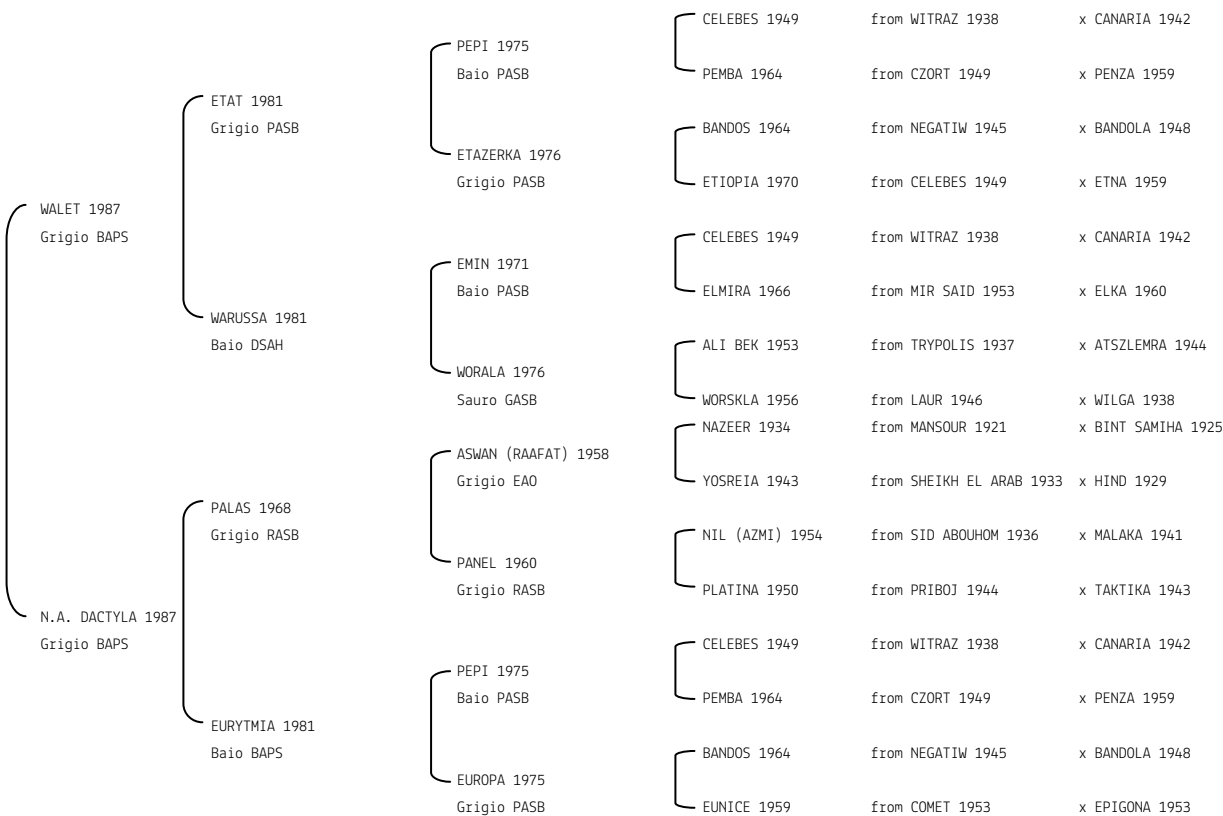 CELEBES 1949 from WITRAZ 1938 x CANARIA 1942
PEPI 1975
Baio PASB PEMBA 1964 from CZORT 1949 x PENZA 1959
ETAT 1981
Grigio PASB BANDOS 1964 from NEGATIW 1945 x BANDOLA 1948
ETAZERKA 1976
Grigio PASB ETIOPIA 1970 from CELEBES 1949 x ETNA 1959
WALET 1987
Grigio BAPS CELEBES 1949 from WITRAZ 1938 x CANARIA 1942
EMIN 1971
Baio PASB ELMIRA 1966 from MIR SAID 1953 x ELKA 1960
WARUSSA 1981
Baio DSAH ALI BEK 1953 from TRYPOLIS 1937 x ATSZLEMRA 1944
WORALA 1976
Sauro GASB WORSKLA 1956 from LAUR 1946 x WILGA 1938
NAZEER 1934 from MANSOUR 1921 x BINT SAMIHA 1925
ASWAN (RAAFAT) 1958
Grigio EAO YOSREIA 1943 from SHEIKH EL ARAB 1933 x HIND 1929
PALAS 1968
Grigio RASB NIL (AZMI) 1954 from SID ABOUHOM 1936 x MALAKA 1941
PANEL 1960
Grigio RASB PLATINA 1950 from PRIBOJ 1944 x TAKTIKA 1943
N.A. DACTYLA 1987
Grigio BAPS CELEBES 1949 from WITRAZ 1938 x CANARIA 1942
PEPI 1975
Baio PASB PEMBA 1964 from CZORT 1949 x PENZA 1959
EURYTMIA 1981
Baio BAPS BANDOS 1964 from NEGATIW 1945 x BANDOLA 1948
EUROPA 1975
Grigio PASB EUNICE 1959 from COMET 1953 x EPIGONA 1953